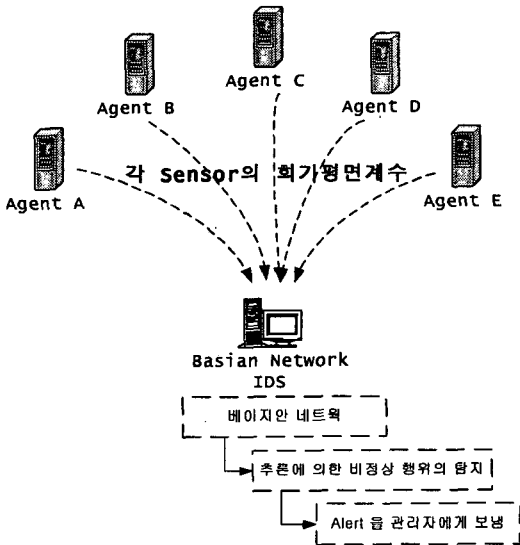 Agent C
Agent B
Agent D
Agent A
각 Sensor의 희가평면계수
Agent E
Basian Network
IDS
베이지안 네트웍
추론에 의한 비정상 행위의 탐지
Alert 을 관리자에게 보냄